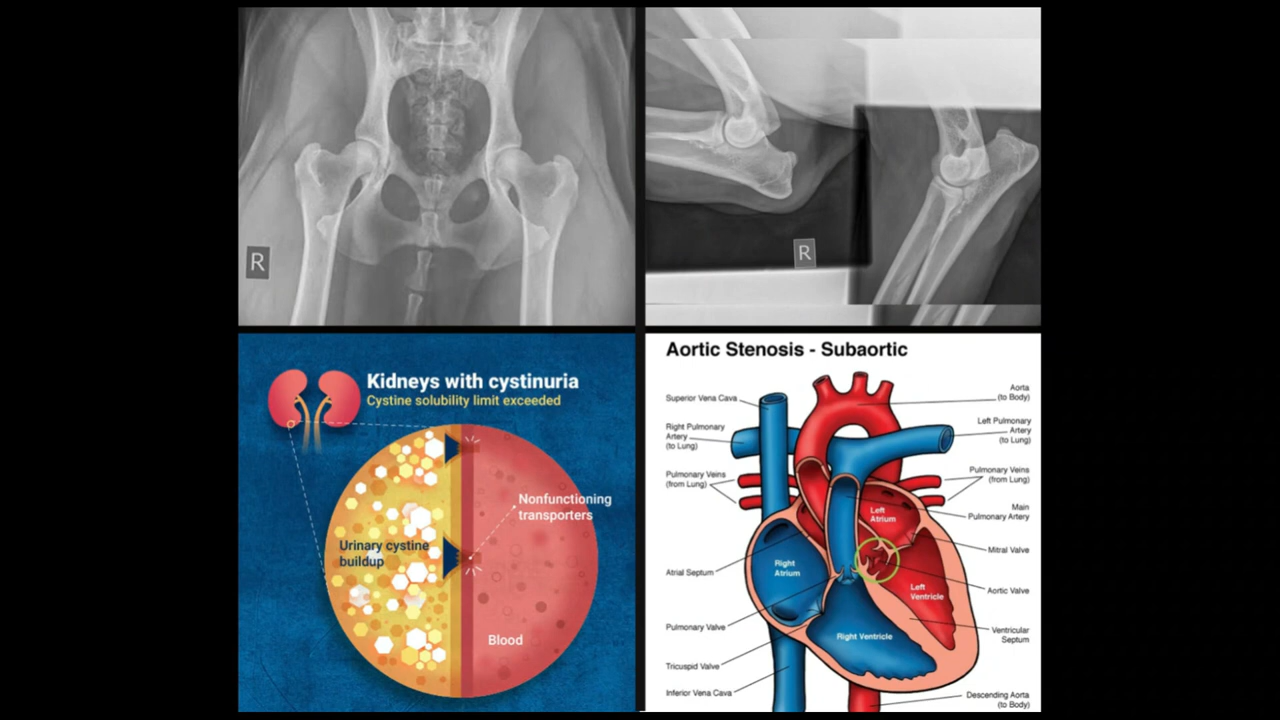 R
R
Kidneys with cystinuria
Cystine solubility limit exceeded
Nonfunctioning
transporters
Urinary cystine
buildup
Blood
Aortic Stenosis - Subaortic
Superior Vena Cava
Right Pulmonary
Artery
(to Lung)
Pulmonary Veins
(from Lung)
Atrial Septum
Pulmonary Valve
Tricuspid Valve
Inferior Vena Cava
Right
Atrium
Left
Atrium
Left
Ventricle
Right Ventricle
Aorta
(to Body)
Left Pulmonary
Artery
(to Lung)
Pulmonary Veins
(from Lung)
Main
Pulmonary Artery
Mitral Valve
Aortic Valve
Ventricular
Septum
Descending Aorta
(to Body)